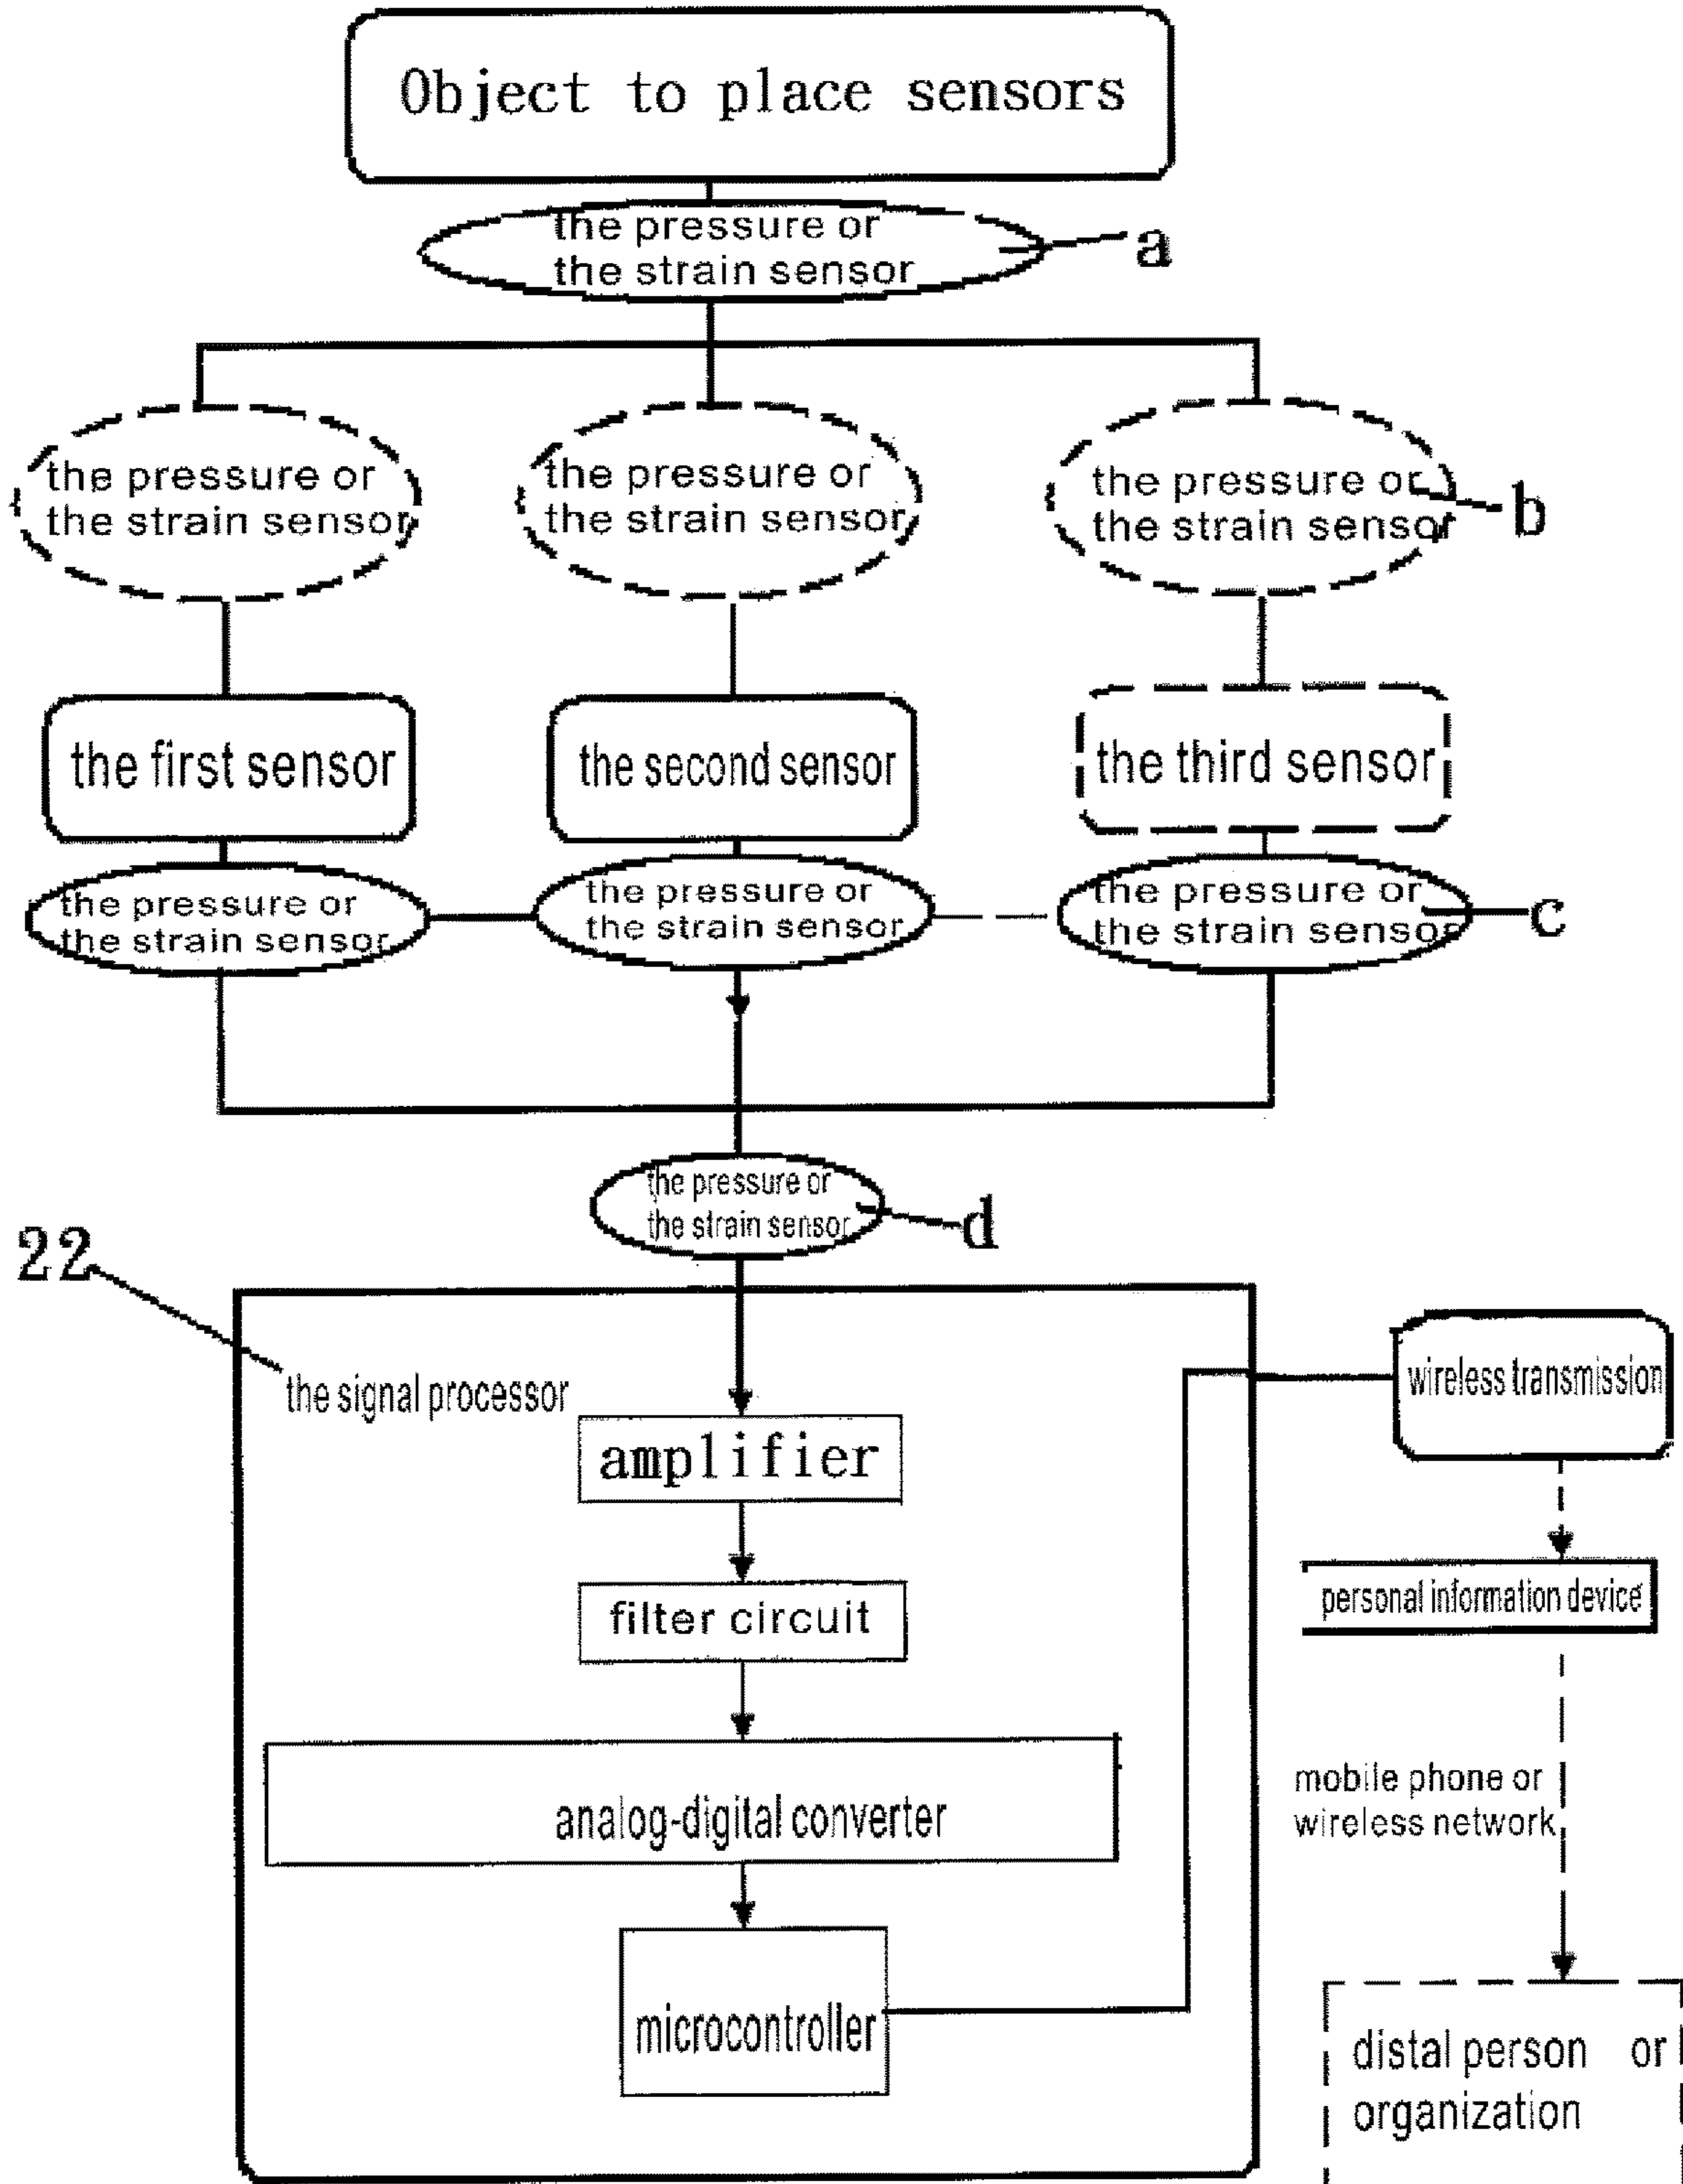 Object to place sensors
the pressure or
the strain sensor
a
the pressure or
the strain sensor
the pressure or
the strain sensor
the pressure or
the strain sensor
b
the first sensor
the second sensor
the third sensor
the pressure or
the strain sensor
the pressure or
the strain sensor
the pressure or
the strain sensor
c
the pressure or
the strain sensor
d
22
the signal processor
wireless transmission
amplifier
personal information device
filter circuit
mobile phone or
wireless network
analog-digital converter
microcontroller
distal person or
organization